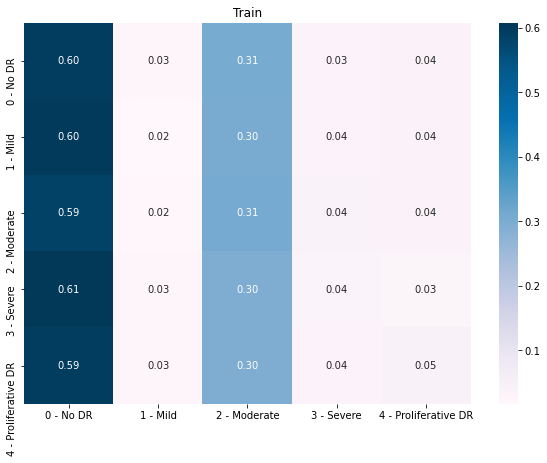 Train
0 - No DR
0.60 0.03 0.31 0.03 0.04
1 - Mild
0.60 0.02 0.30 0.04 0.04
2 - Moderate
0.59 0.02 0.31 0.04 0.04
3 - Severe
0.61 0.03 0.30 0.04 0.03
4 - Proliferative DR
0.59 0.03 0.30 0.04 0.05
0 - No DR 1 - Mild 2 - Moderate 3 - Severe 4 - Proliferative DR
0.6
0.5
0.4
0.3
0.2
0.1